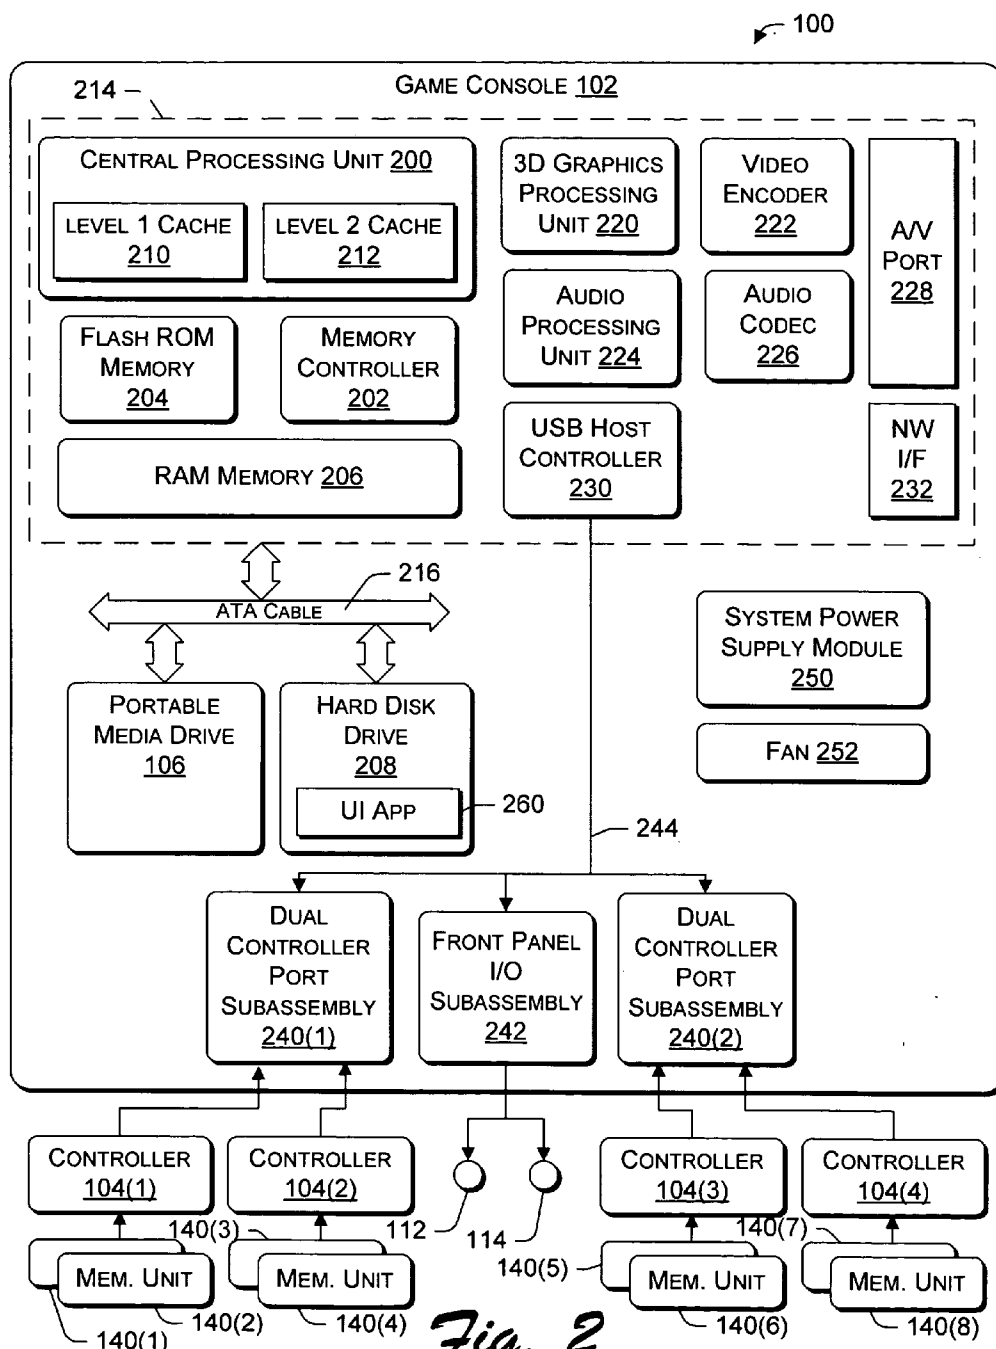 100
GAME CONSOLE 102
214
CENTRAL PROCESSING UNIT 200
LEVEL 1 CACHE
210
LEVEL 2 CACHE
212
3D GRAPHICS
PROCESSING
UNIT 220
VIDEO
ENCODER
222
A/V
PORT
228
FLASH ROM
MEMORY
204
MEMORY
CONTROLLER
202
AUDIO
PROCESSING
UNIT 224
AUDIO
CODEC
226
RAM MEMORY 206
USB HOST
CONTROLLER
230
NW
I/F
232
216
ATA CABLE
SYSTEM POWER
SUPPLY MODULE
250
PORTABLE
MEDIA DRIVE
106
HARD DISK
DRIVE
208
UI APP
260
FAN 252
244
DUAL
CONTROLLER
PORT
SUBASSEMBLY
240(1)
FRONT PANEL
I/O
SUBASSEMBLY
242
DUAL
CONTROLLER
PORT
SUBASSEMBLY
240(2)
CONTROLLER
104(1)
CONTROLLER
104(2)
112
114
CONTROLLER
104(3)
CONTROLLER
104(4)
140(3)
140(5)
140(7)
MEM. UNIT
MEM. UNIT
MEM. UNIT
MEM. UNIT
140(1)
140(2)
140(4)
140(6)
140(8)
Fig. 2